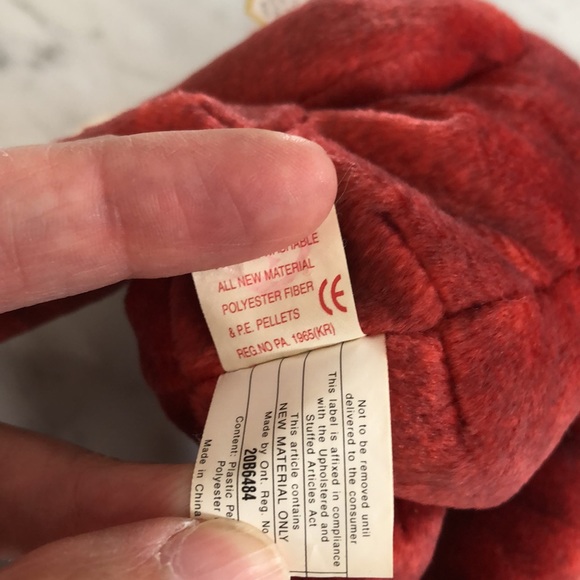 ALL NEW MATERIAL
POLYESTER FIBER
& P.E. PELLETS
REG.NO PA. 1965(KR)
CE
Not to be removed until
delivered to the consumer
This label is affixed in compliance
with the Upholstered and
Stuffed Articles Act
This article contains
NEW MATERIAL ONLY
Made by Ont. Reg. No
20B6484
Content: Plastic Pe
Polyester
Made in China